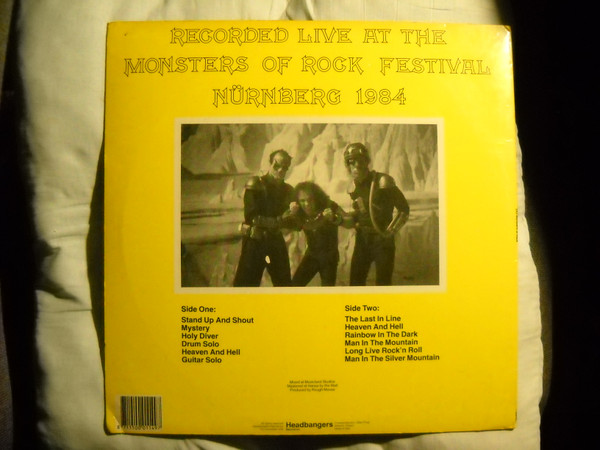 RECORDED LIVE AT THE
MONSTERS OF ROCK FESTIVAL
NÜRNBERG 1984
Side One:
Stand Up And Shout
Mystery
Holy Diver
Drum Solo
Heaven And Hell
Guitar Solo
Side Two:
The Last In Line
Heaven And Hell
Rainbow In The Dark
Man In The Mountain
Long Live Rock'n Roll
Man In The Silver Mountain
Headbangers